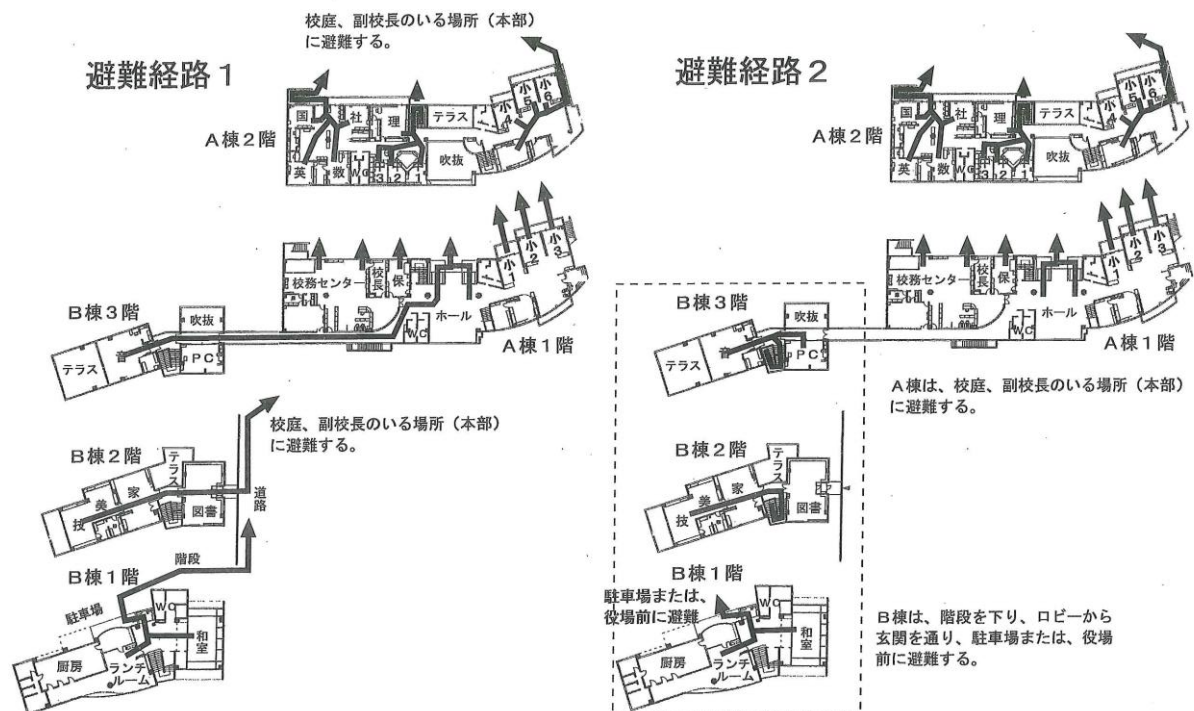 校庭、副校長のいる場所（本部）
に避難する。
避難経路１
A棟２階
国
社
理
テラス
小4
小5
小6
英
数
WC
3
2
1
吹抜
校務センター
校長
保
ホール
小1
小2
小3
WC
A棟１階
B棟３階
吹抜
テラス
音
PC
校庭、副校長のいる場所（本部）
に避難する。
B棟２階
テラス
技
美
家
図書
道路
階段
B棟１階
駐車場
WC
和室
厨房
ランチ
ルーム
避難経路２
A棟２階
国
社
理
テラス
小4
小5
小6
英
数
WC
3
2
1
吹抜
校務センター
校長
保
ホール
小1
小2
小3
WC
A棟１階
B棟３階
吹抜
テラス
音
PC
A棟は、校庭、副校長のいる場所（本部）
に避難する。
B棟２階
テラス
技
美
家
図書
B棟１階
駐車場または、
役場前に避難
WC
和室
厨房
ランチ
ルーム
B棟は、階段を下り、ロビーから
玄関を通り、駐車場または、役場
前に避難する。